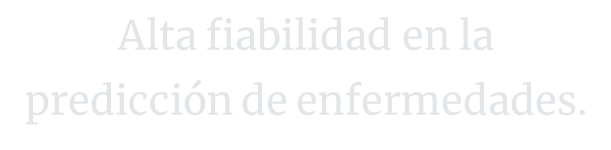 Alta fiabilidad en la
predicción de enfermedades.